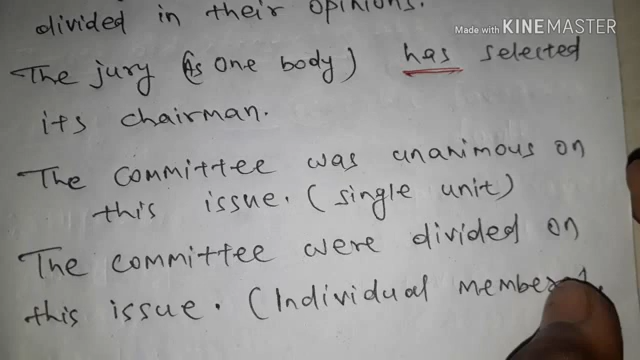 Made with KINEMASTER
divided in their opinions.
The jury (As one body) has selected
its chairman.
The committee was unanimous on
this issue. (single unit)
The committee were divided on
this issue. (Individual members